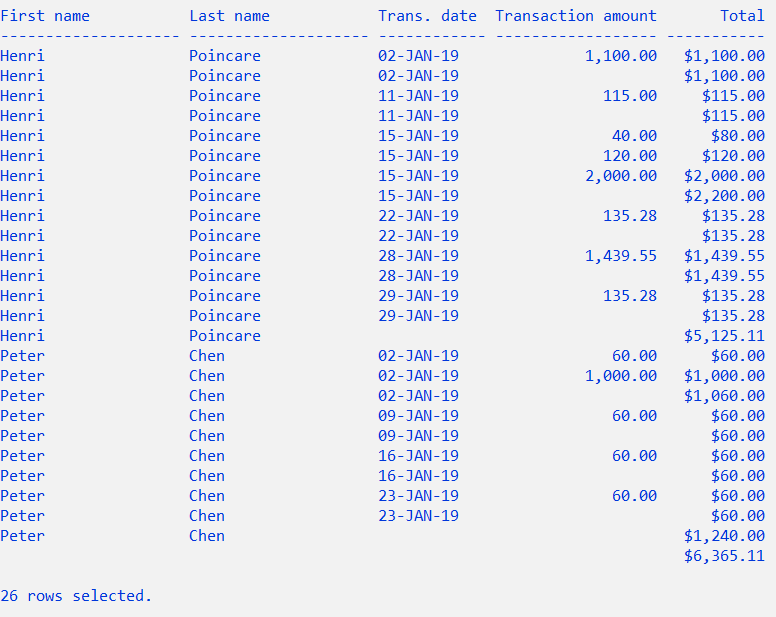 First name           Last name            Trans. date  Transaction amount       Total
-------------------- -------------------- ------------ ------------------ -----------
Henri                Poincare             02-JAN-19              1,100.00   $1,100.00
Henri                Poincare             02-JAN-19                         $1,100.00
Henri                Poincare             11-JAN-19                115.00     $115.00
Henri                Poincare             11-JAN-19                           $115.00
Henri                Poincare             15-JAN-19                 40.00      $80.00
Henri                Poincare             15-JAN-19                120.00     $120.00
Henri                Poincare             15-JAN-19              2,000.00   $2,000.00
Henri                Poincare             15-JAN-19                         $2,200.00
Henri                Poincare             22-JAN-19                135.28     $135.28
Henri                Poincare             22-JAN-19                           $135.28
Henri                Poincare             28-JAN-19              1,439.55   $1,439.55
Henri                Poincare             28-JAN-19                         $1,439.55
Henri                Poincare             29-JAN-19                135.28     $135.28
Henri                Poincare             29-JAN-19                           $135.28
Henri                Poincare                                               $5,125.11
Peter                Chen                 02-JAN-19                 60.00      $60.00
Peter                Chen                 02-JAN-19              1,000.00   $1,000.00
Peter                Chen                 02-JAN-19                         $1,060.00
Peter                Chen                 09-JAN-19                 60.00      $60.00
Peter                Chen                 09-JAN-19                            $60.00
Peter                Chen                 16-JAN-19                 60.00      $60.00
Peter                Chen                 16-JAN-19                            $60.00
Peter                Chen                 23-JAN-19                 60.00      $60.00
Peter                Chen                 23-JAN-19                            $60.00
Peter                Chen                                                   $1,240.00
                                                                            $6,365.11
26 rows selected.